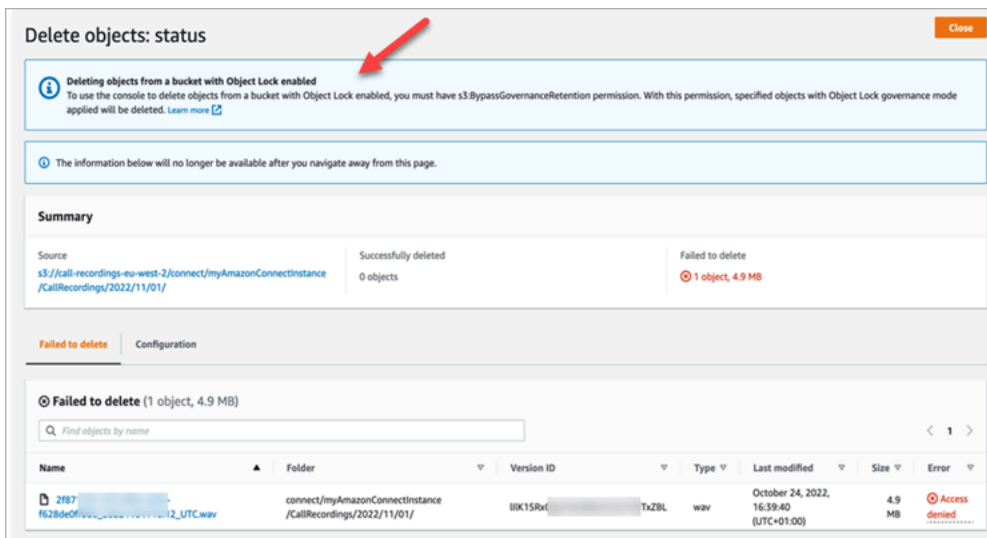 Delete objects: status
Close
Deleting objects from a bucket with Object Lock enabled
To use the console to delete objects from a bucket with Object Lock enabled, you must have s3:BypassGovernanceRetention permission. With this permission, specified objects with Object Lock governance mode
applied will be deleted. Learn more
The information below will no longer be available after you navigate away from this page.
Summary
Source
Successfully deleted
Failed to delete
s3://call-recordings-eu-west-2/connect/myAmazonConnectInstance
/CallRecordings/2022/11/01/
0 objects
1 object, 4.9 MB
Failed to delete
Configuration
Failed to delete (1 object, 4.9 MB)
Find objects by name
1
Name
Folder
Version ID
Type
Last modified
Size
Error
connect/myAmazonConnectInstance
/CallRecordings/2022/11/01/
wav
October 24, 2022,
16:39:40
(UTC+01:00)
4.9
MB
Access
denied